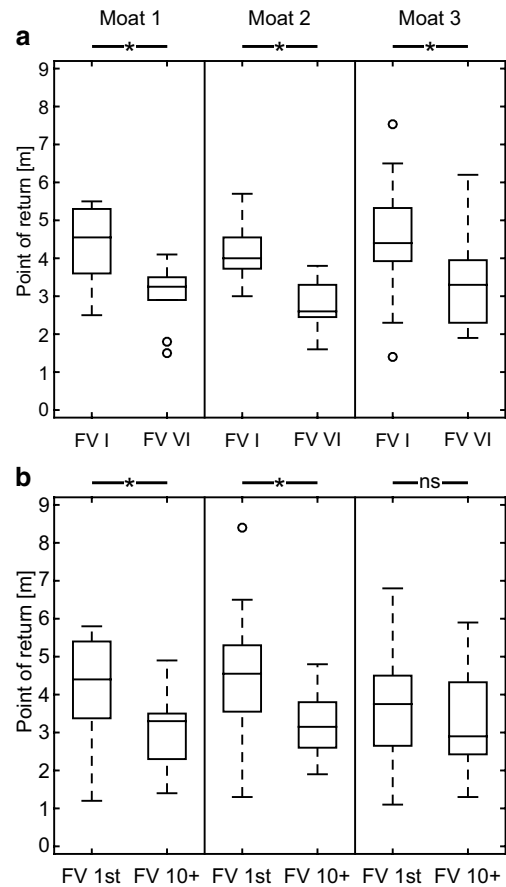 Moat 1 Moat 2 Moat 3
a
* * *
Point of return [m]
9
8
7
6
5
4
3
2
1
0
FV I FV VI FV I FV VI FV I FV VI
b
* * ns
Point of return [m]
9
8
7
6
5
4
3
2
1
0
FV 1st FV 10+ FV 1st FV 10+ FV 1st FV 10+